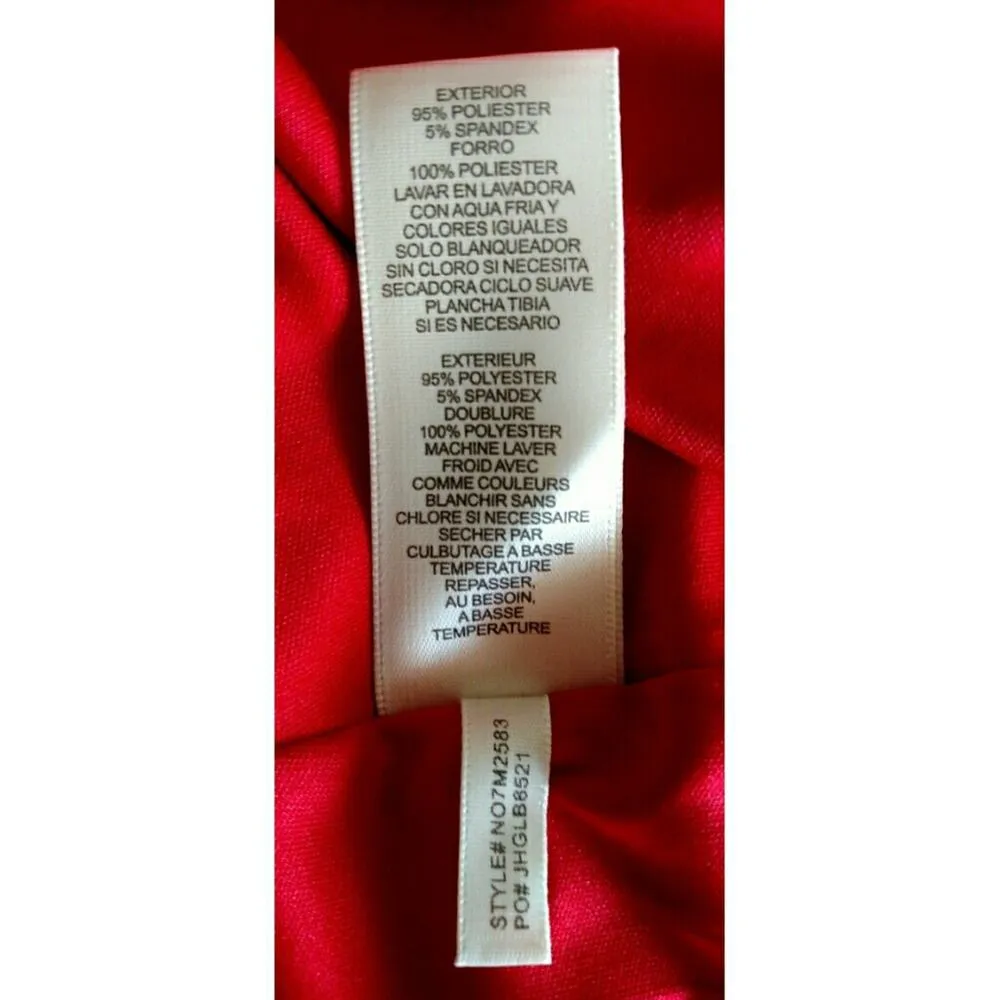 EXTERIOR
95% POLIESTER
5% SPANDEX
FORRO
100% POLIESTER
LAVAR EN LAVADORA
CON AQUA FRIA Y
COLORES IGUALES
SOLO BLANQUEADOR
SIN CLORO SI NECESITA
SECADORA CICLO SUAVE
PLANCHA TIBIA
SI ES NECESARIO
EXTERIEUR
95% POLYESTER
5% SPANDEX
DOUBLURE
100% POLYESTER
MACHINE LAVER
FROID AVEC
COMME COULEURS
BLANCHIR SANS
CHLORE SI NECESSAIRE
SECHER PAR
CULBUTAGE A BASSE
TEMPERATURE
REPASSER,
AU BESOIN,
A BASSE
TEMPERATURE
STYLE# NO7M2583
PO# JHGLB8521